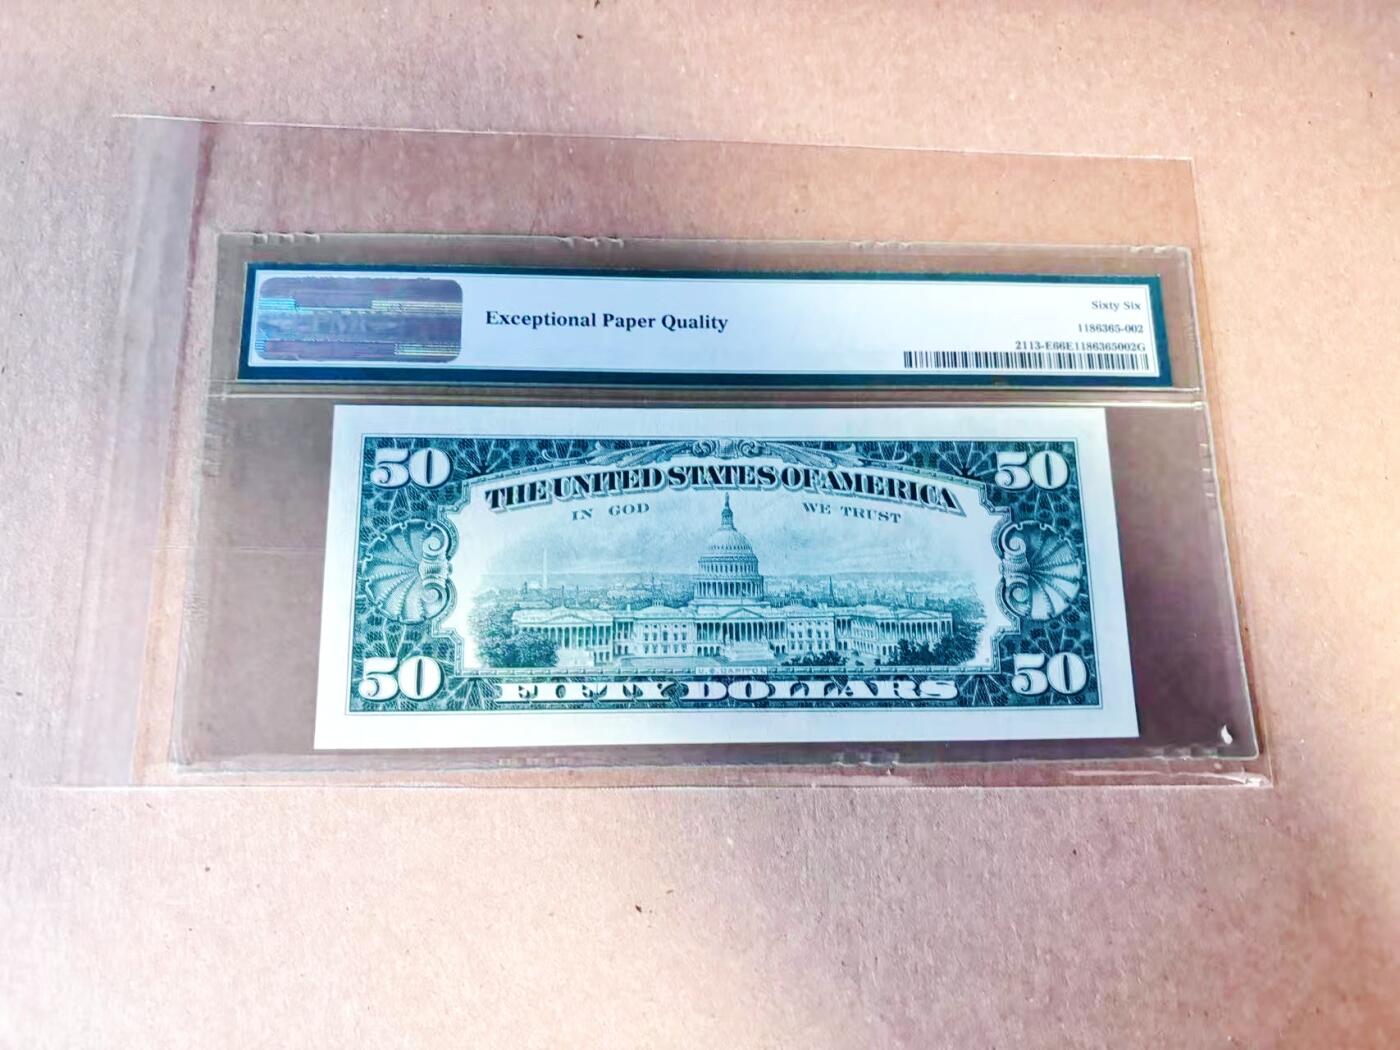 Exceptional Paper Quality
Sixty Six
1186365-002
2113-E66E1186365002G
50
50
THE UNITED STATES OF AMERICA
IN GOD WE TRUST
U.S. CAPITOL
50
50
FIFTY DOLLARS